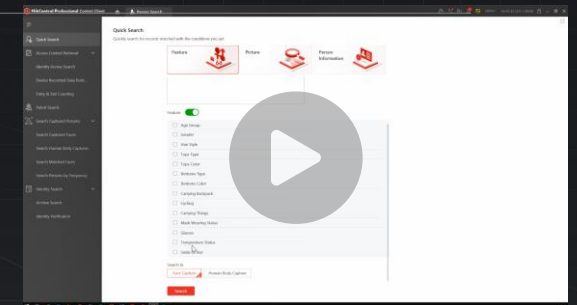 HikCentral Professional Control Client
Person Search
Quick Search
Access Control Retrieval
Identity Access Search
Device Recorded Data Retri...
Entry & Exit Counting
Search Captured Pictures
Search Captured Faces
Search Human Body Captures
Search Matched Faces
Search Persons by Frequency
Identity Search
Archive Search
Identity Verification
Quick Search
Quickly search for records matched with the conditions you set.
Feature
Picture
Person
Information
Feature
Age Group
Gender
Hair Style
Tops Type
Tops Color
Bottoms Type
Bottoms Color
Carrying Backpack
Cycling
Carrying Things
Mask Wearing Status
Glasses
Temperature Status
Search In
Face Capture
Human Body Capture
Search